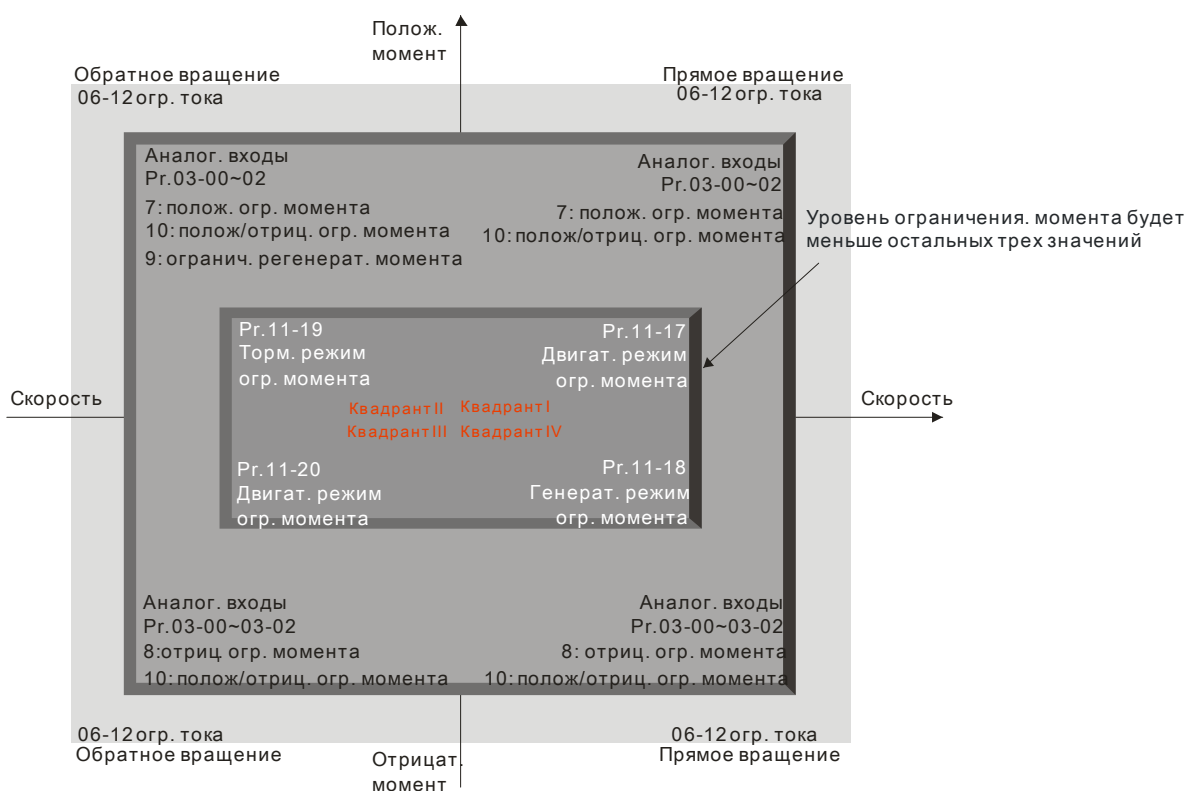 Полож.
момент
Обратное вращение
06-12 огр. тока
Прямое вращение
06-12 огр. тока
Аналог. входы
Pr.03-00~02
7: полож. огр. момента
10: полож/отриц. огр. момента
9: огранич. регенерат. момента
Аналог. входы
Pr.03-00~02
7: полож. огр. момента
10: полож/отриц. огр. момента
Уровень ограничения. момента будет
меньше остальных трех значений
Pr.11-19
Торм. режим
огр. момента
Pr.11-17
Двигат. режим
огр. момента
Скорость
Скорость
Квадрант II Квадрант I
Квадрант III Квадрант IV
Pr.11-20
Двигат. режим
огр. момента
Pr.11-18
Генерат. режим
огр. момента
Аналог. входы
Pr.03-00~03-02
8:отриц. огр. момента
10: полож/отриц. огр. момента
Аналог. входы
Pr.03-00~03-02
8: отриц. огр. момента
10: полож/отриц. огр. момента
06-12 огр. тока
Обратное вращение
06-12 огр. тока
Прямое вращение
Отрицат.
момент